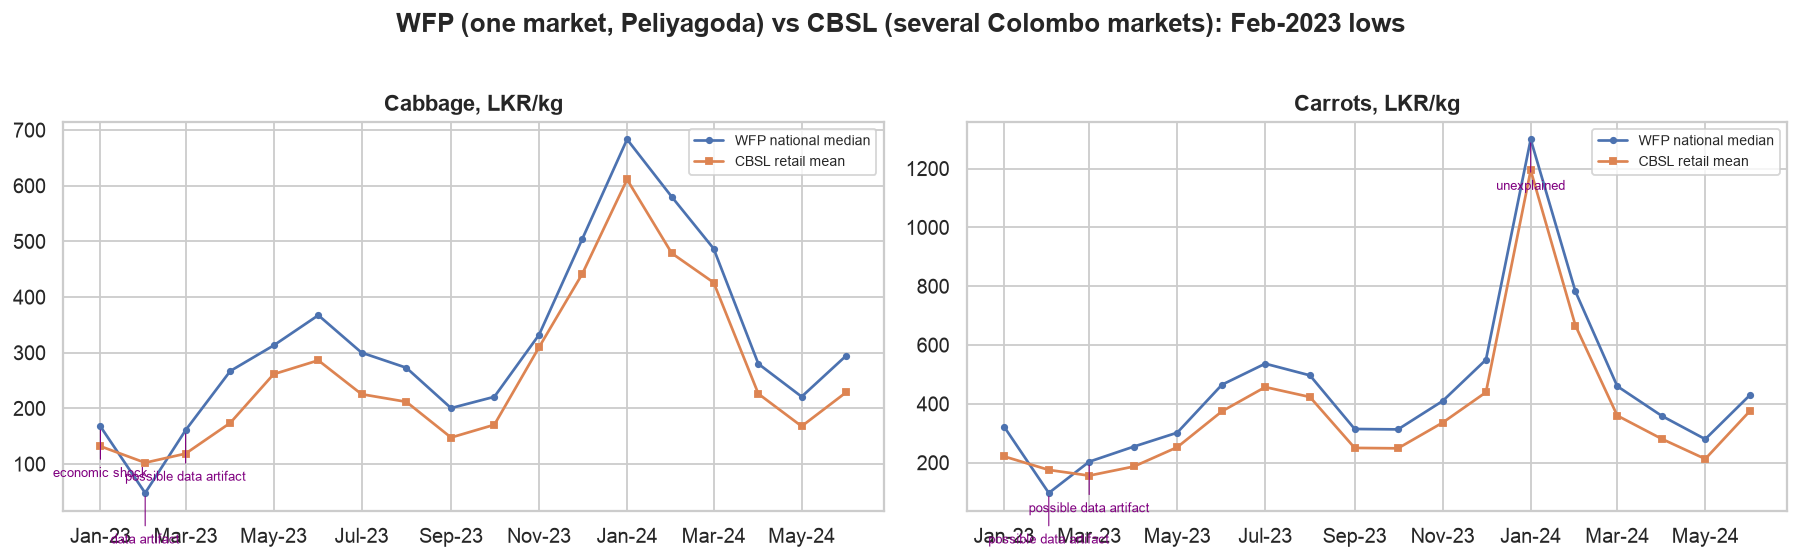 WFP (one market, Peliyagoda) vs CBSL (several Colombo markets): Feb-2023 lows
Cabbage, LKR/kg
700
600
500
400
300
200
100
WFP national median
CBSL retail mean
economic shock
possible data artifact
data artifact
Jan-23
Mar-23
May-23
Jul-23
Sep-23
Nov-23
Jan-24
Mar-24
May-24
Carrots, LKR/kg
1200
1000
800
600
400
200
WFP national median
CBSL retail mean
unexplained
possible data artifact
possible data artifact
Jan-23
Mar-23
May-23
Jul-23
Sep-23
Nov-23
Jan-24
Mar-24
May-24